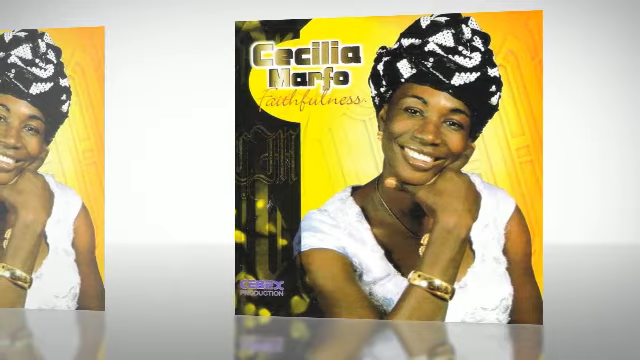 Cecilia
Marfo
Faithfulness...
CEBEX
PRODUCTION